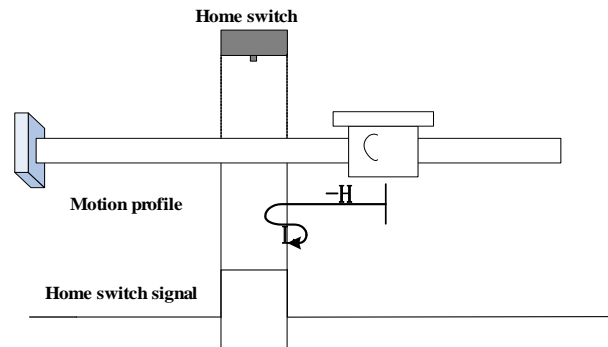 Home switch
–H
Motion profile
L
Home switch signal